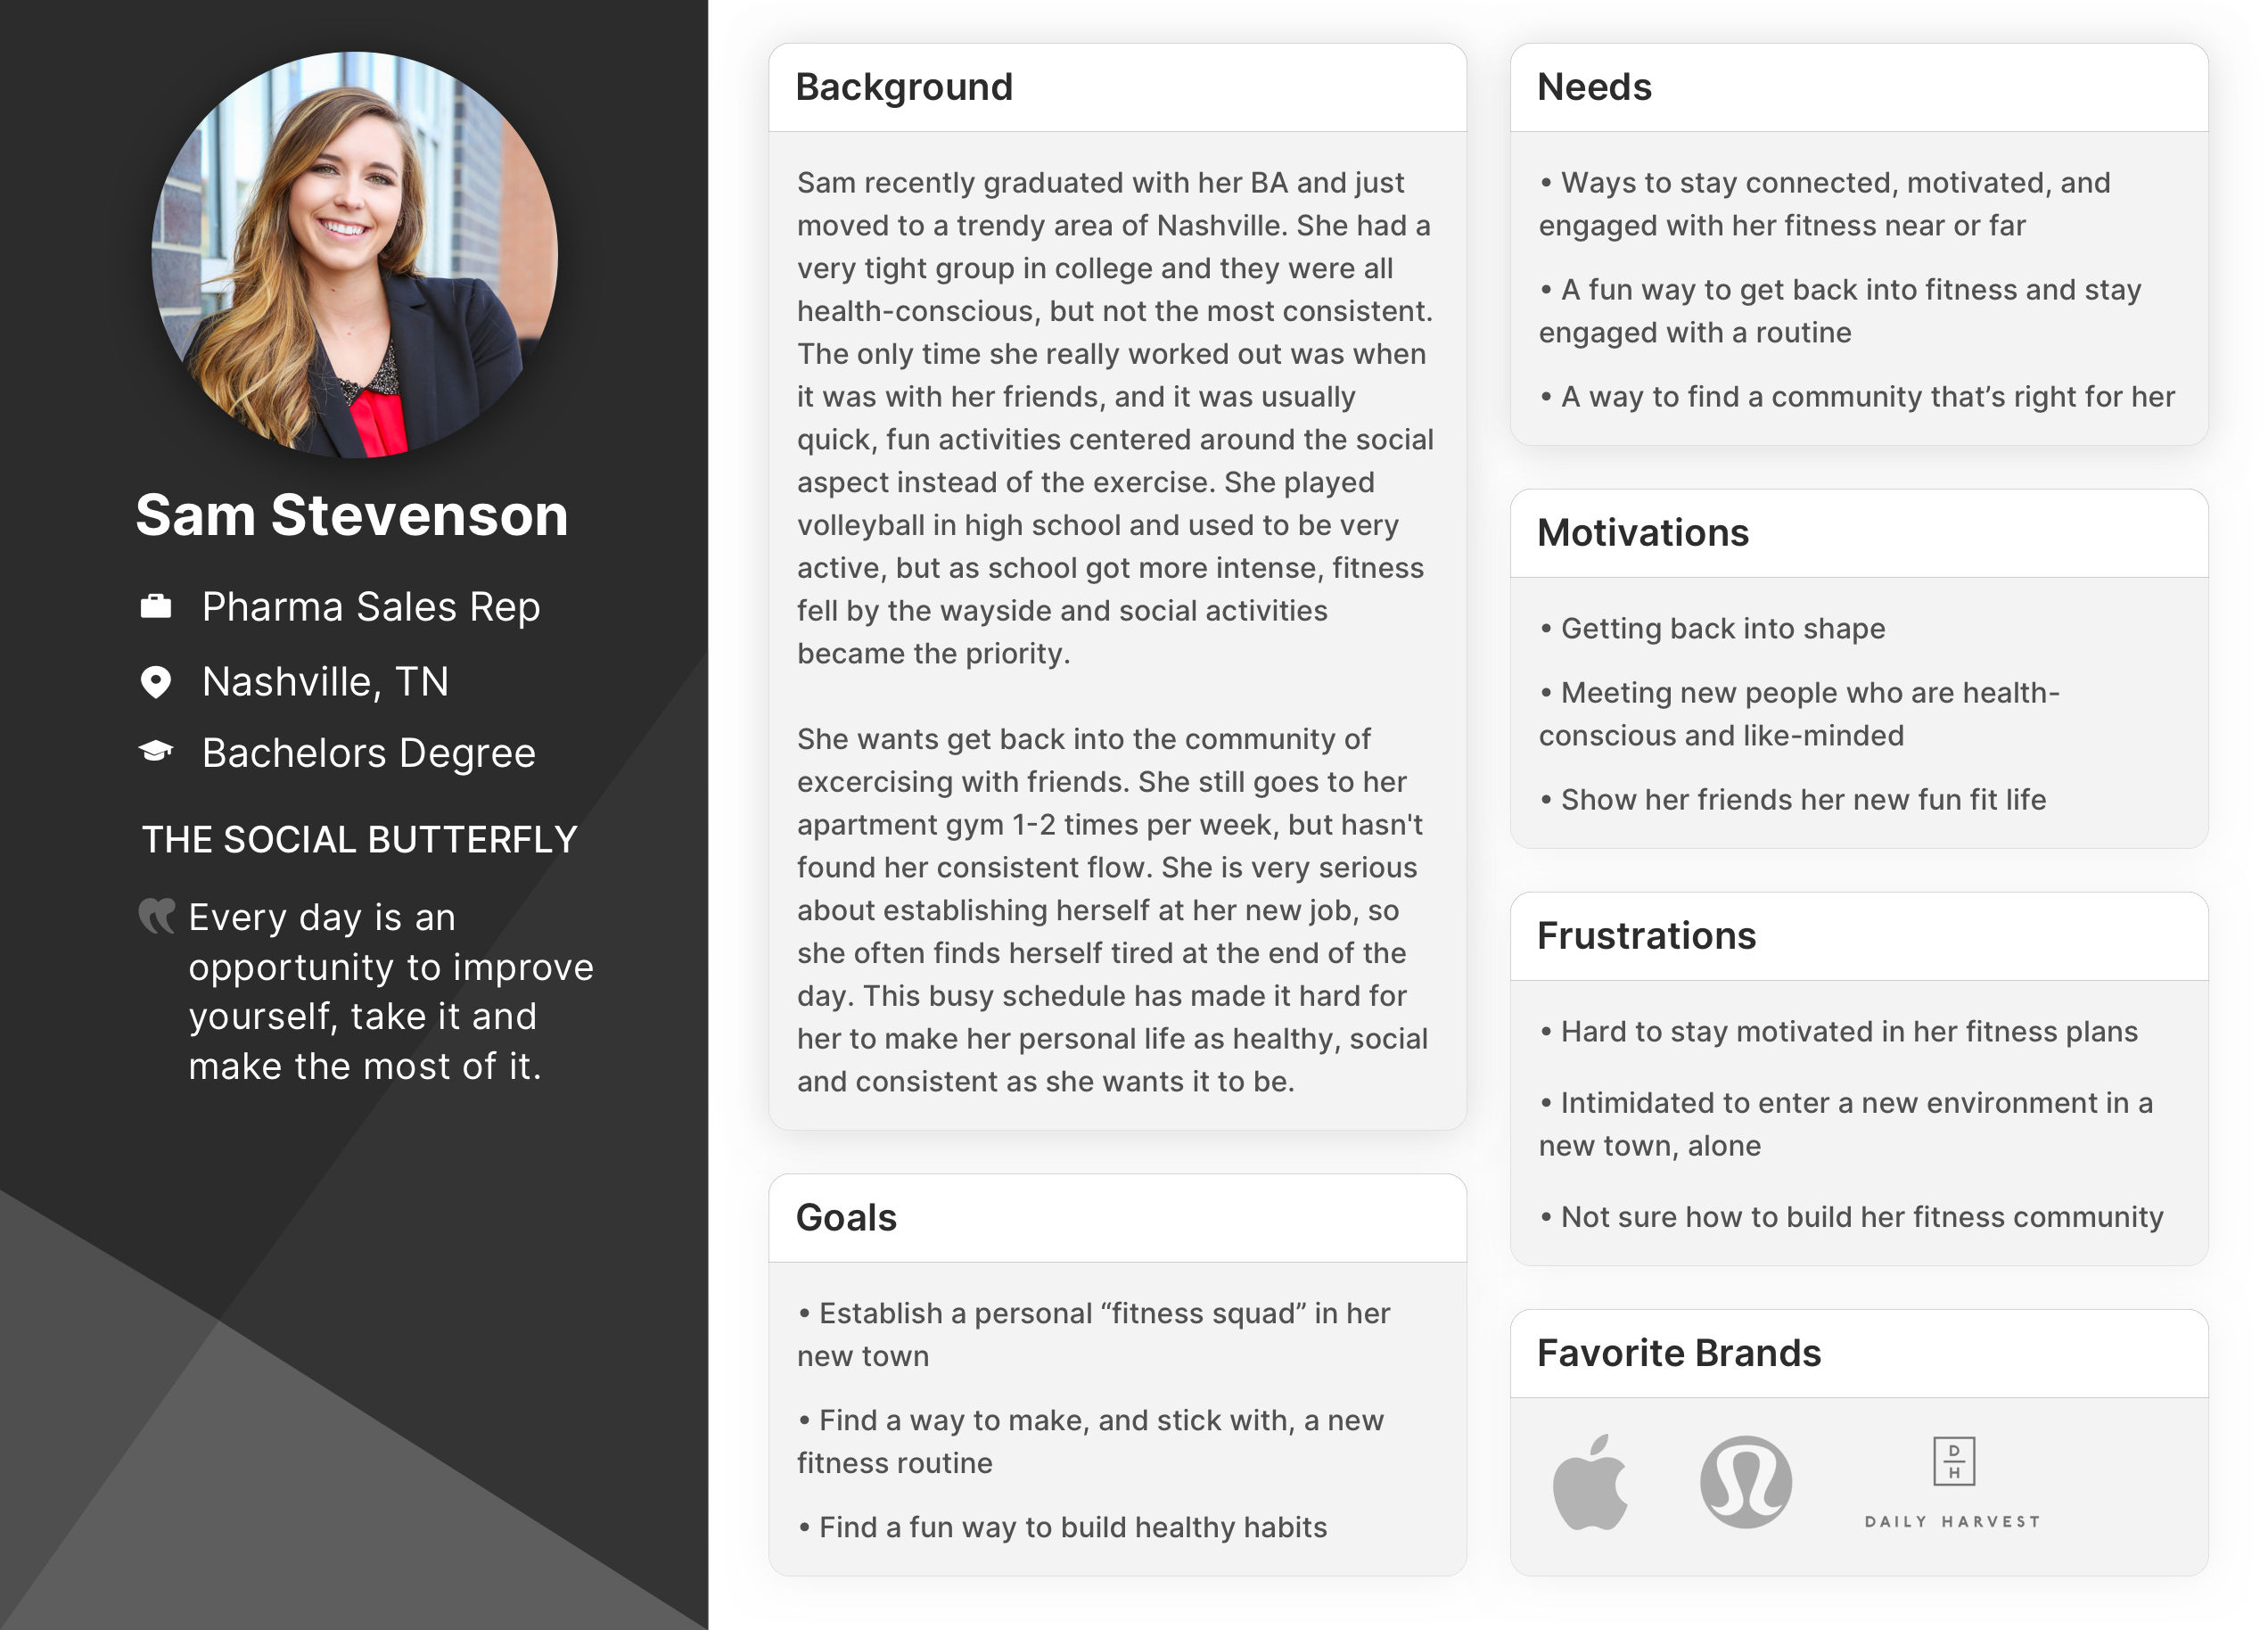 Sam Stevenson
Pharma Sales Rep
Nashville, TN
Bachelors Degree
THE SOCIAL BUTTERFLY
“ Every day is an
opportunity to improve
yourself, take it and
make the most of it.
Background
Sam recently graduated with her BA and just
moved to a trendy area of Nashville. She had a
very tight group in college and they were all
health-conscious, but not the most consistent.
The only time she really worked out was when
it was with her friends, and it was usually
quick, fun activities centered around the social
aspect instead of the exercise. She played
volleyball in high school and used to be very
active, but as school got more intense, fitness
fell by the wayside and social activities
became the priority.
She wants get back into the community of
excercising with friends. She still goes to her
apartment gym 1-2 times per week, but hasn't
found her consistent flow. She is very serious
about establishing herself at her new job, so
she often finds herself tired at the end of the
day. This busy schedule has made it hard for
her to make her personal life as healthy, social
and consistent as she wants it to be.
Goals
• Establish a personal “fitness squad” in her
new town
• Find a way to make, and stick with, a new
fitness routine
• Find a fun way to build healthy habits
Needs
• Ways to stay connected, motivated, and
engaged with her fitness near or far
• A fun way to get back into fitness and stay
engaged with a routine
• A way to find a community that’s right for her
Motivations
• Getting back into shape
• Meeting new people who are health-
conscious and like-minded
• Show her friends her new fun fit life
Frustrations
• Hard to stay motivated in her fitness plans
• Intimidated to enter a new environment in a
new town, alone
• Not sure how to build her fitness community
Favorite Brands
D
H
DAILY HARVEST